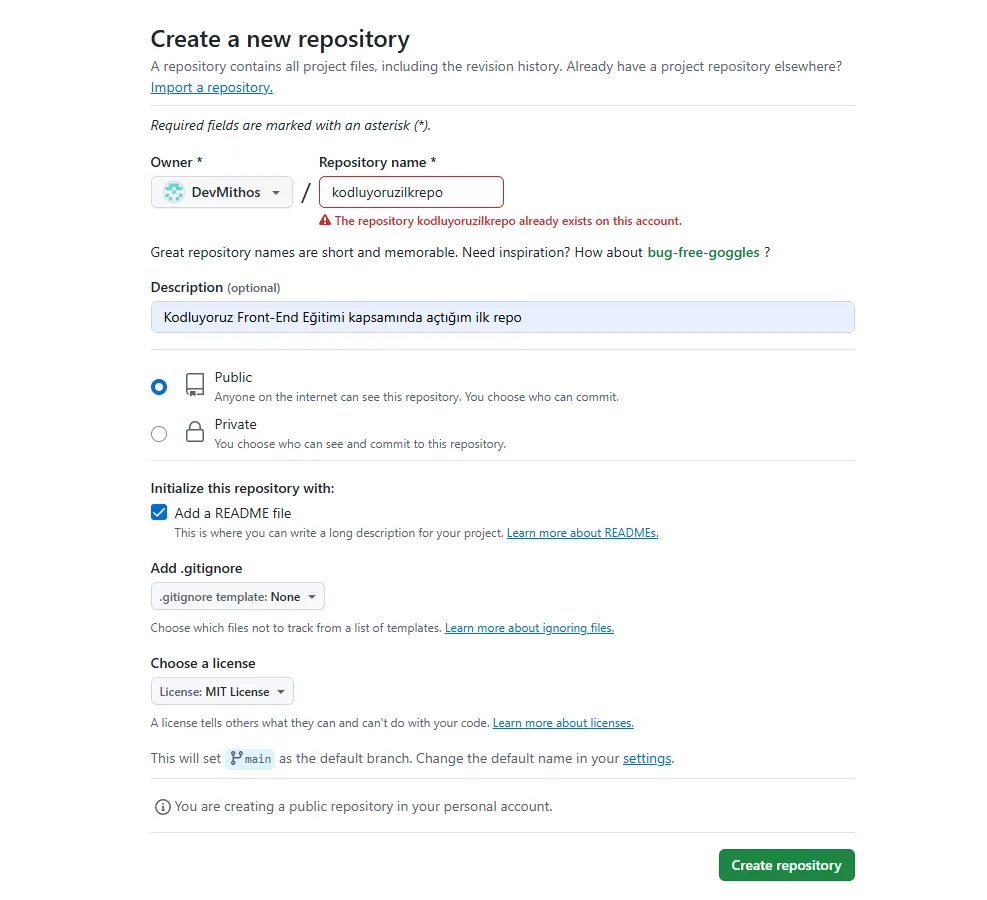 Create a new repository
A repository contains all project files, including the revision history. Already have a project repository elsewhere?
Import a repository.
Required fields are marked with an asterisk (*).
Owner *
Repository name *
DevMithos
/
kodluyoruzilkrepo
The repository kodluyoruzilkrepo already exists on this account.
Great repository names are short and memorable. Need inspiration? How about bug-free-goggles ?
Description (optional)
Kodluyoruz Front-End Eğitimi kapsamında açtığım ilk repo
Public
Anyone on the internet can see this repository. You choose who can commit.
Private
You choose who can see and commit to this repository.
Initialize this repository with:
Add a README file
This is where you can write a long description for your project. Learn more about READMEs.
Add .gitignore
.gitignore template: None
Choose which files not to track from a list of templates. Learn more about ignoring files.
Choose a license
License: MIT License
A license tells others what they can and can't do with your code. Learn more about licenses.
This will set main as the default branch. Change the default name in your settings.
You are creating a public repository in your personal account.
Create repository